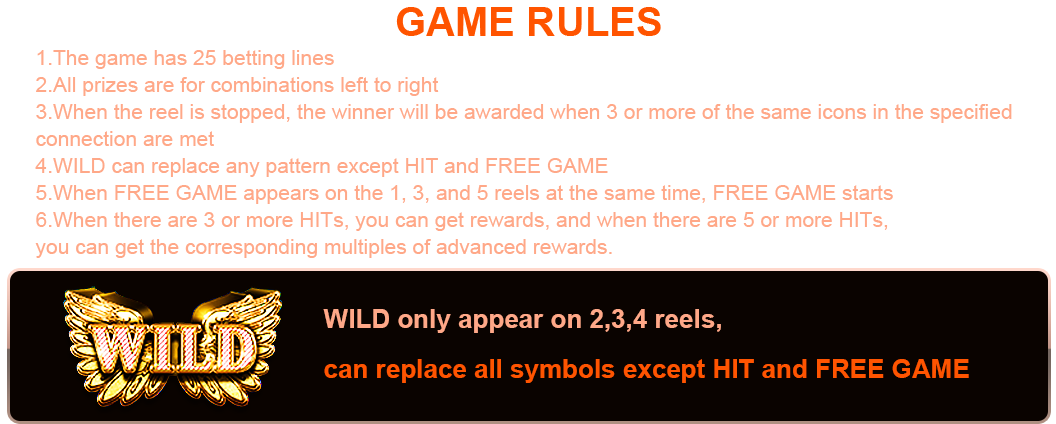 GAME RULES
1.The game has 25 betting lines
2.All prizes are for combinations left to right
3.When the reel is stopped, the winner will be awarded when 3 or more of the same icons in the specified
connection are met
4.WILD can replace any pattern except HIT and FREE GAME
5.When FREE GAME appears on the 1, 3, and 5 reels at the same time, FREE GAME starts
6.When there are 3 or more HITs, you can get rewards, and when there are 5 or more HITs,
you can get the corresponding multiples of advanced rewards.
WILD
WILD only appear on 2,3,4 reels,
can replace all symbols except HIT and FREE GAME